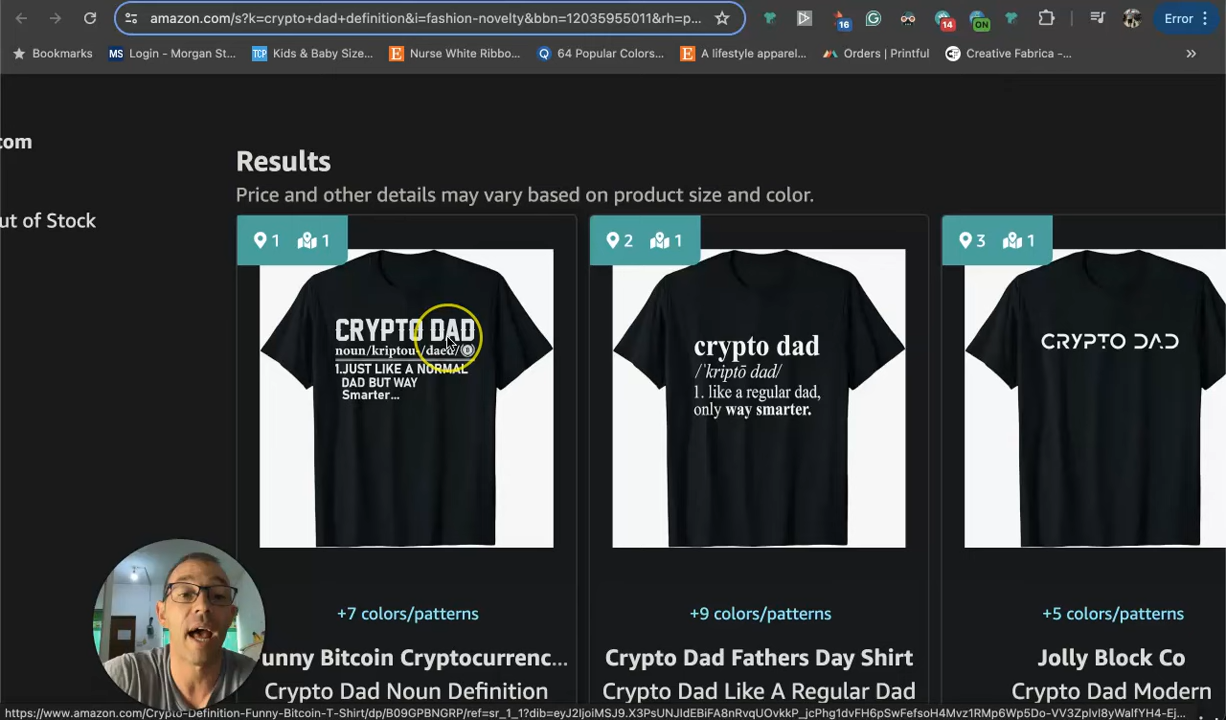 amazon.com/s?k=crypto+dad+definition&i=fashion-novelty&bbn=12035955011&rh=p...
16
14
ON
Error
Bookmarks
MS Login - Morgan St...
TCP Kids & Baby Size...
E Nurse White Ribbo...
Q 64 Popular Colors...
E A lifestyle apparel...
Orders | Printful
Creative Fabrica -...
»
com
ut of Stock
Results
Price and other details may vary based on product size and color.
1 1
2 1
3 1
CRYPTO DAD
noun/kriptou-/daed/
1.JUST LIKE A NORMAL
DAD BUT WAY
Smarter...
crypto dad
/ˈkriptō dad/
1. like a regular dad,
only way smarter.
CRYPTO DAD
+7 colors/patterns
+9 colors/patterns
+5 colors/patterns
unny Bitcoin Cryptocurrenc...
Crypto Dad Noun Definition
Crypto Dad Fathers Day Shirt
Crypto Dad Like A Regular Dad
Jolly Block Co
Crypto Dad Modern